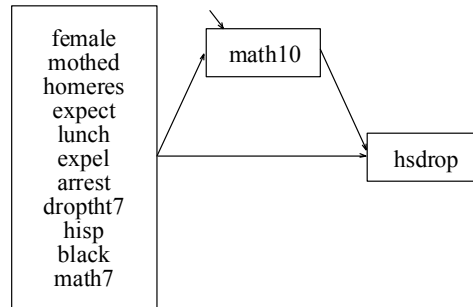 female
mothed
homeres
expect
lunch
expel
arrest
droptht7
hisp
black
math7
math10
hsdrop